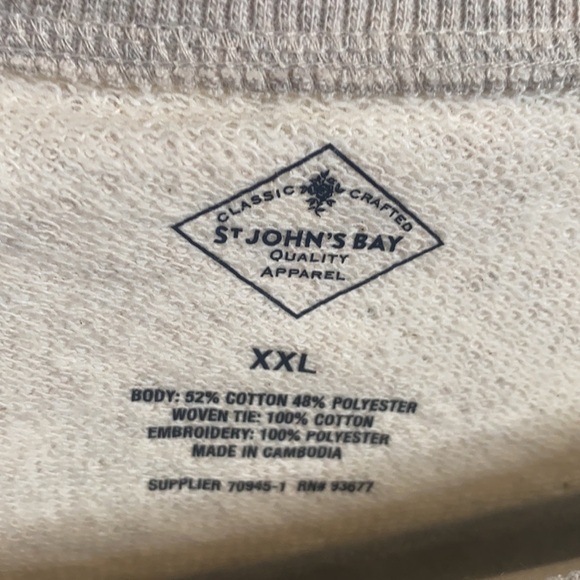 CLASSIC CRAFTED
ST JOHN'S BAY
QUALITY
APPAREL
XXL
BODY: 52% COTTON 48% POLYESTER
WOVEN TIE: 100% COTTON
EMBROIDERY: 100% POLYESTER
MADE IN CAMBODIA
SUPPLIER 70945-1 RN# 93677